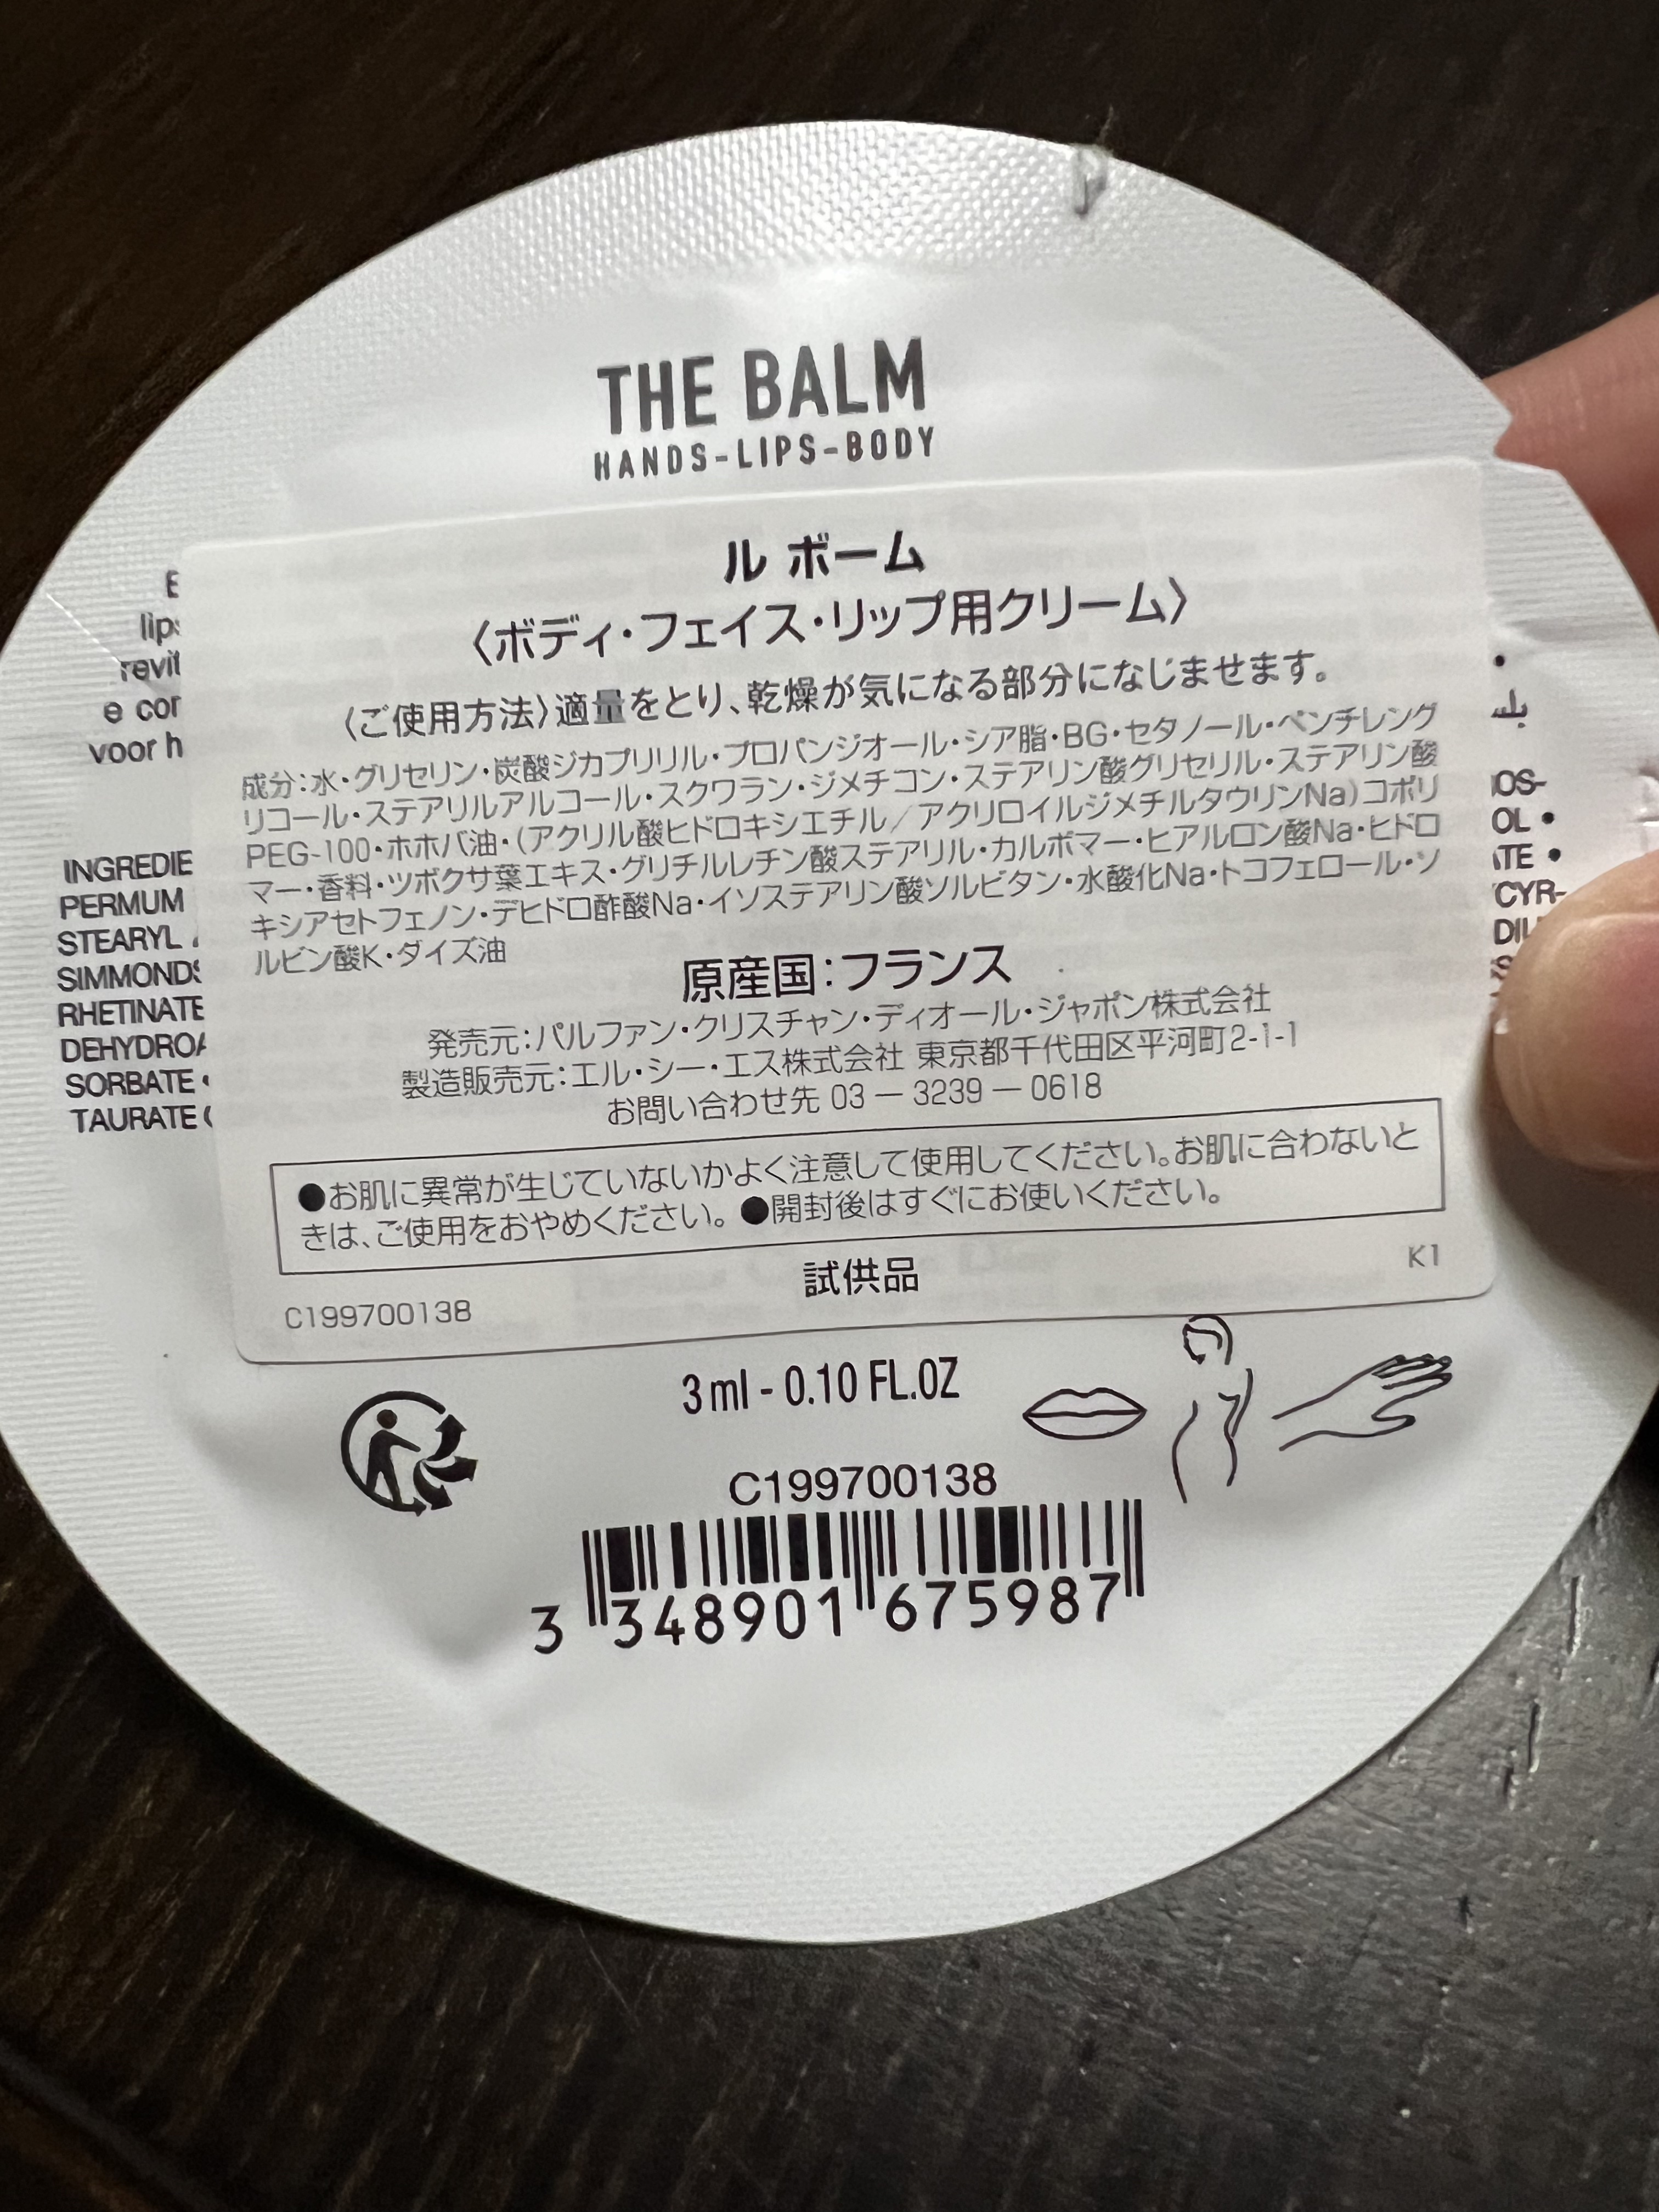 THE BALM
HANDS-LIPS-BODY
ル ボーム
〈ボディ・フェイス・リップ用クリーム〉
〈ご使用方法〉適量をとり、乾燥が気になる部分になじませます。
成分：水・グリセリン・炭酸ジカプリリル・プロパンジオール・シア脂・BG・セタノール・ペンチレング
リコール・ステアリルアルコール・スクワラン・ジメチコン・ステアリン酸グリセリル・ステアリン酸
PEG-100・ホホバ油・(アクリル酸ヒドロキシエチル／アクリロイルジメチルタウリンNa)コポリ
マー・香料・ツボクサ葉エキス・グリチルレチン酸ステアリル・カルボマー・ヒアルロン酸Na・ヒドロ
キシアセトフェノン・デヒドロ酢酸Na・イソステアリン酸ソルビタン・水酸化Na・トコフェロール・ソ
ルビン酸K・ダイズ油
原産国：フランス
発売元：パルファン・クリスチャン・ディオール・ジャポン株式会社
製造販売元：エル・シー・エス株式会社 東京都千代田区平河町2-1-1
お問い合わせ先 03 － 3239 － 0618
●お肌に異常が生じていないかよく注意して使用してください。お肌に合わないと
きは、ご使用をおやめください。●開封後はすぐにお使いください。
試供品
K1
C199700138
lips
revit
e cor
voor h
INGREDIE
PERMUM
STEARYL
SIMMONDS
RHETINATE
DEHYDROA
SORBATE •
TAURATE
OS-
OL •
ATE •
CYR-
3 ml - 0.10 FL.OZ
C199700138
3 348901 675987